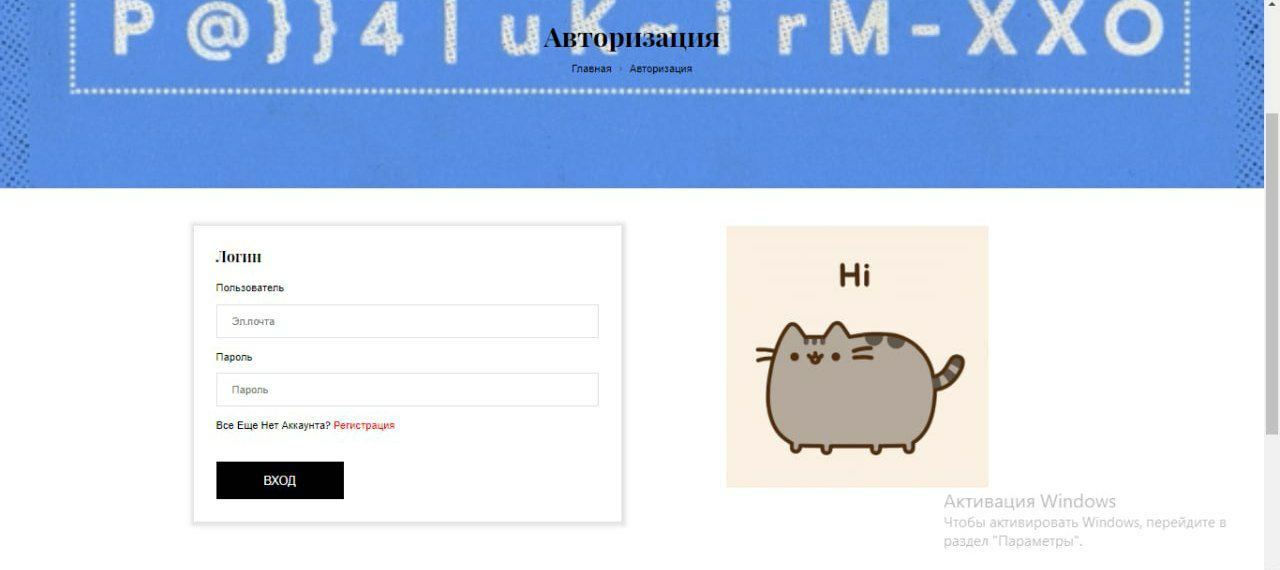 P@}}4|uK~irM-XXO
Авторизация
Главная › Авторизация
Логин
Пользователь
Эл.почта
Пароль
Пароль
Все Еще Нет Аккаунта? Регистрация
ВХОД
Hi
Активация Windows
Чтобы активировать Windows, перейдите в
раздел "Параметры".